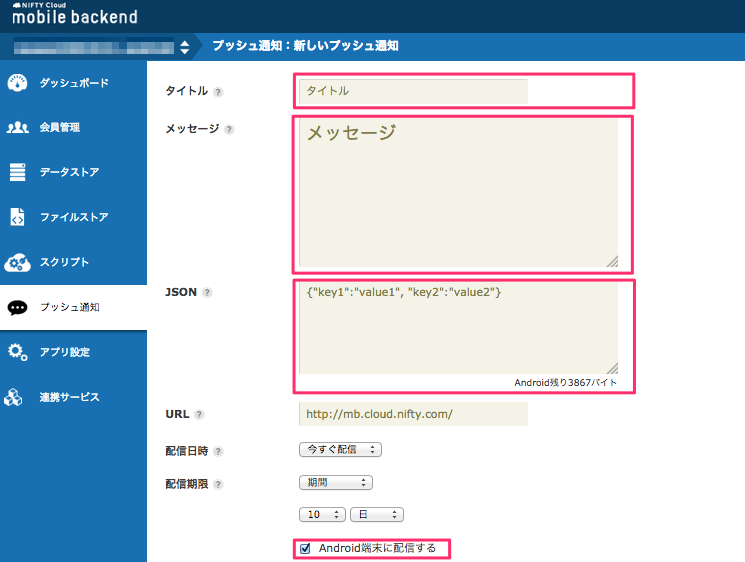 NIFTY Cloud
mobile backend
プッシュ通知：新しいプッシュ通知
ダッシュボード
会員管理
データストア
ファイルストア
スクリプト
プッシュ通知
アプリ設定
連携サービス
タイトル ?
タイトル
メッセージ ?
メッセージ
JSON ?
{"key1":"value1", "key2":"value2"}
Android残り3867バイト
URL ?
http://mb.cloud.nifty.com/
配信日時 ?
今すぐ配信
配信期限 ?
期間
10 日
Android端末に配信する